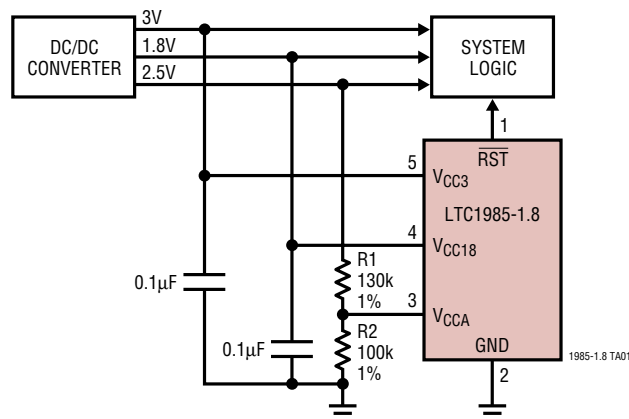 3V
DC/DC
CONVERTER
1.8V
2.5V
SYSTEM
LOGIC
1
RST
5
VCC3
LTC1985-1.8
4
VCC18
R1
130k
1%
0.1μF
3
VCCA
R2
100k
1%
0.1μF
GND
2
1985-1.8 TA01